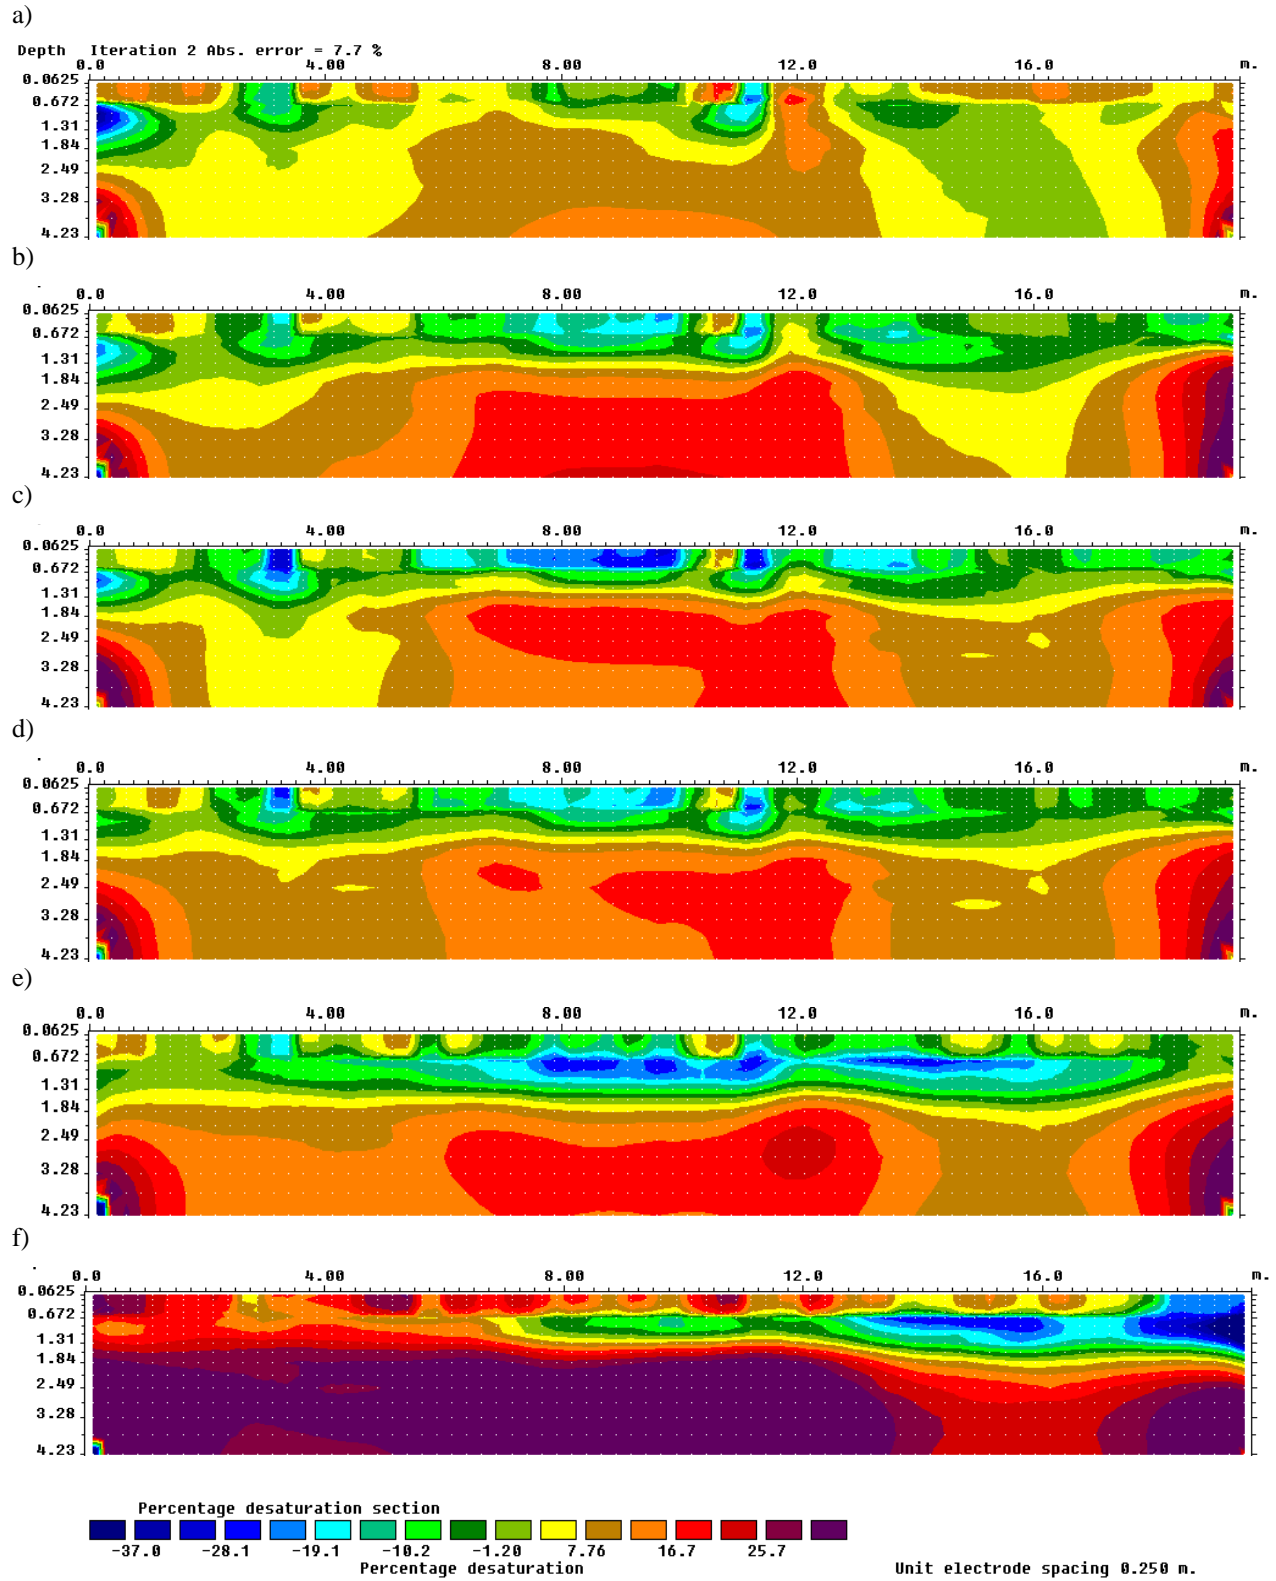 a)
Depth Iteration 2 Abs. error = 7.7 %
0.0 4.00 8.00 12.0 16.0 m.
0.0625
0.672
1.31
1.84
2.49
3.28
4.23
b)
0.0 4.00 8.00 12.0 16.0 m.
0.0625
0.672
1.31
1.84
2.49
3.28
4.23
c)
0.0 4.00 8.00 12.0 16.0 m.
0.0625
0.672
1.31
1.84
2.49
3.28
4.23
d)
0.0 4.00 8.00 12.0 16.0 m.
0.0625
0.672
1.31
1.84
2.49
3.28
4.23
e)
0.0 4.00 8.00 12.0 16.0 m.
0.0625
0.672
1.31
1.84
2.49
3.28
4.23
f)
0.0 4.00 8.00 12.0 16.0 m.
0.0625
0.672
1.31
1.84
2.49
3.28
4.23
Percentage desaturation section
-37.0 -28.1 -19.1 -10.2 -1.20 7.76 16.7 25.7
Percentage desaturation Unit electrode spacing 0.250 m.